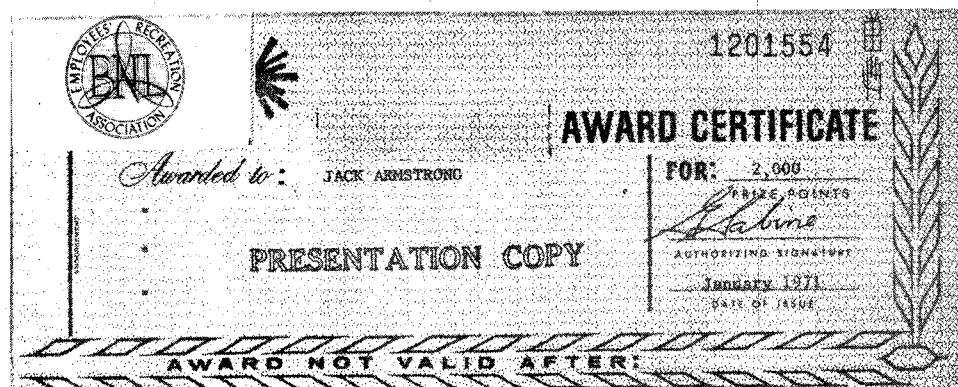 EMPLOYEES' RECREATION ASSOCIATION
BNL
1201554
AWARD CERTIFICATE
Awarded to: JACK ARMSTRONG
FOR: 2,000
PRIZE POINTS
G Sabine
AUTHORIZING SIGNATURE
PRESENTATION COPY
January 1971
DATE OF ISSUE
AWARD NOT VALID AFTER: